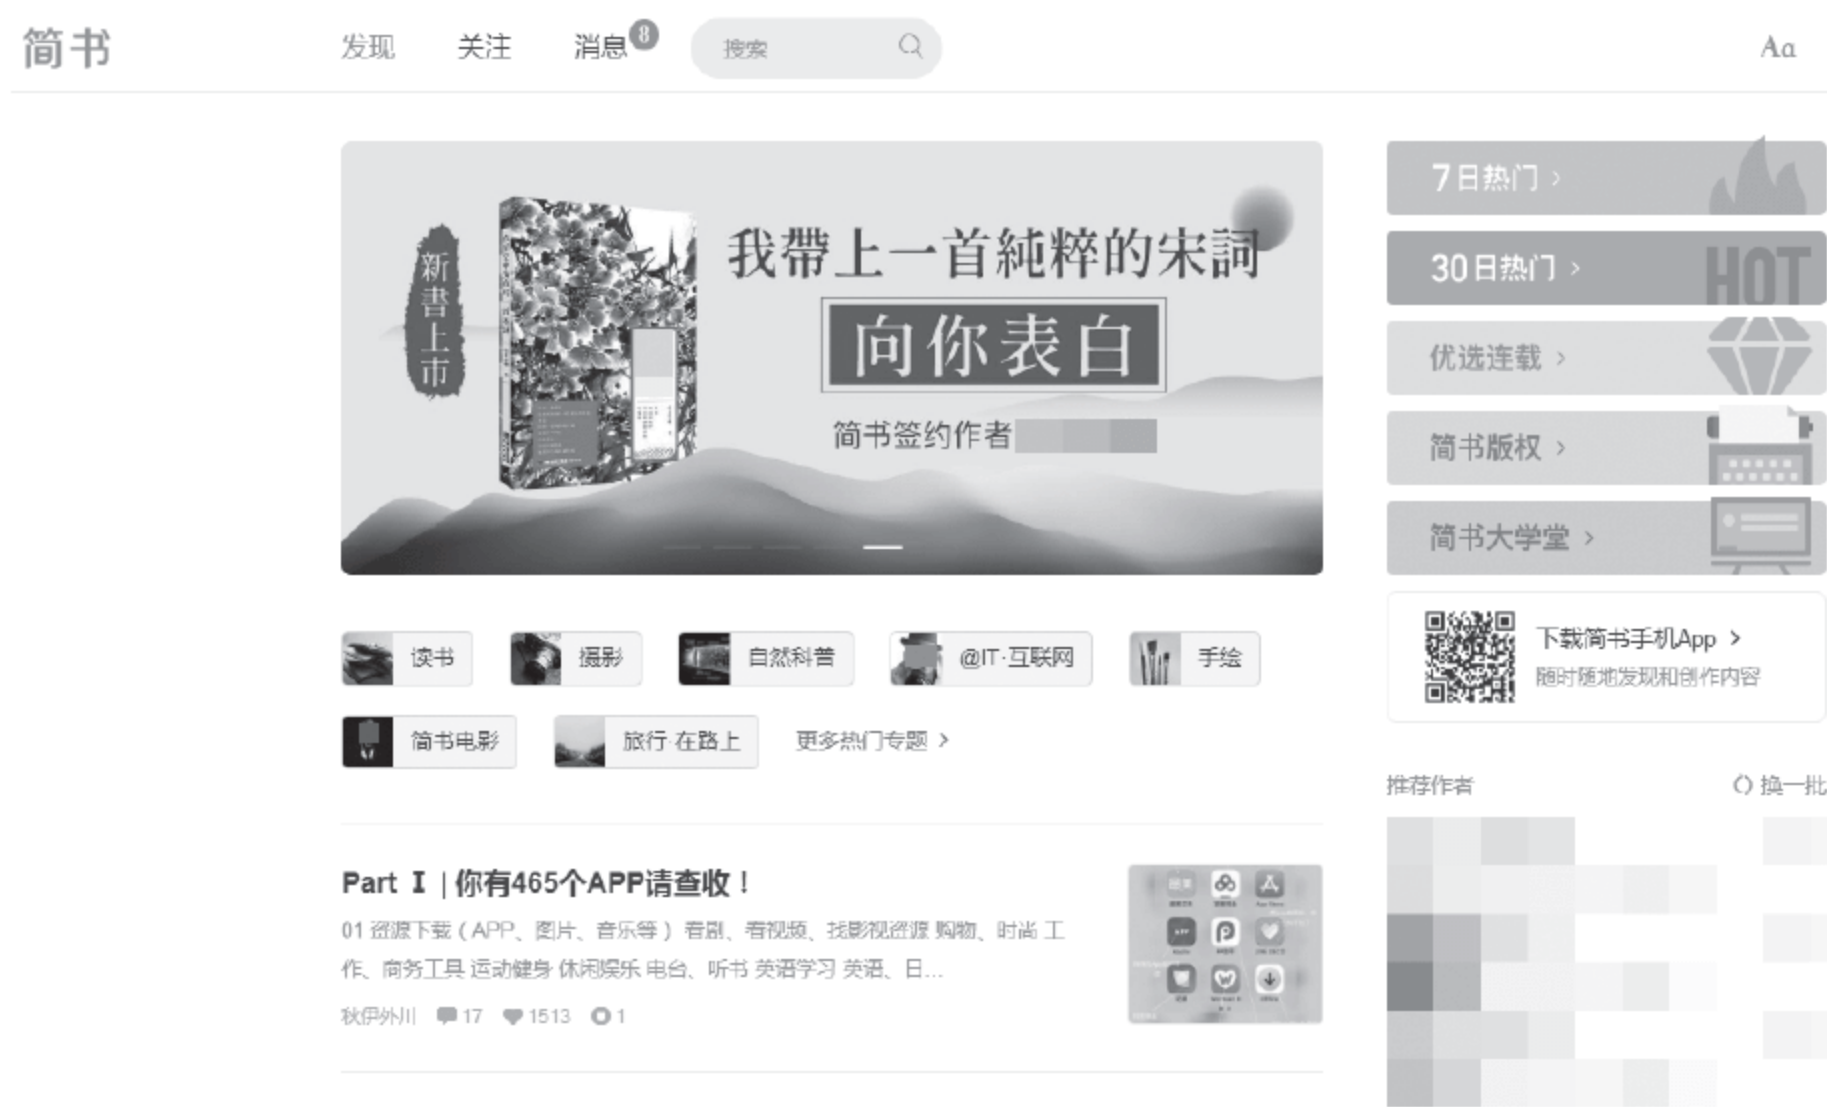 简书
发现
关注
消息
8
搜索
Aa
新書上市
我帶上一首純粹的宋詞
向你表白
简书签约作者
7日热门
30日热门
HOT
优选连载
简书版权
简书大学堂
下载简书手机App
随时随地发现和创作内容
读书
摄影
自然科普
@IT·互联网
手绘
简书电影
旅行·在路上
更多热门专题
推荐作者
换一批
Part Ⅰ | 你有465个APP请查收！
01 资源下载（APP、图片、音乐等） 看剧、看视频、找影视资源 购物、时尚 工
作、商务工具 运动健身 休闲娱乐 电台、听书 英语学习 英语、日...
秋伊外川 17 1513 1